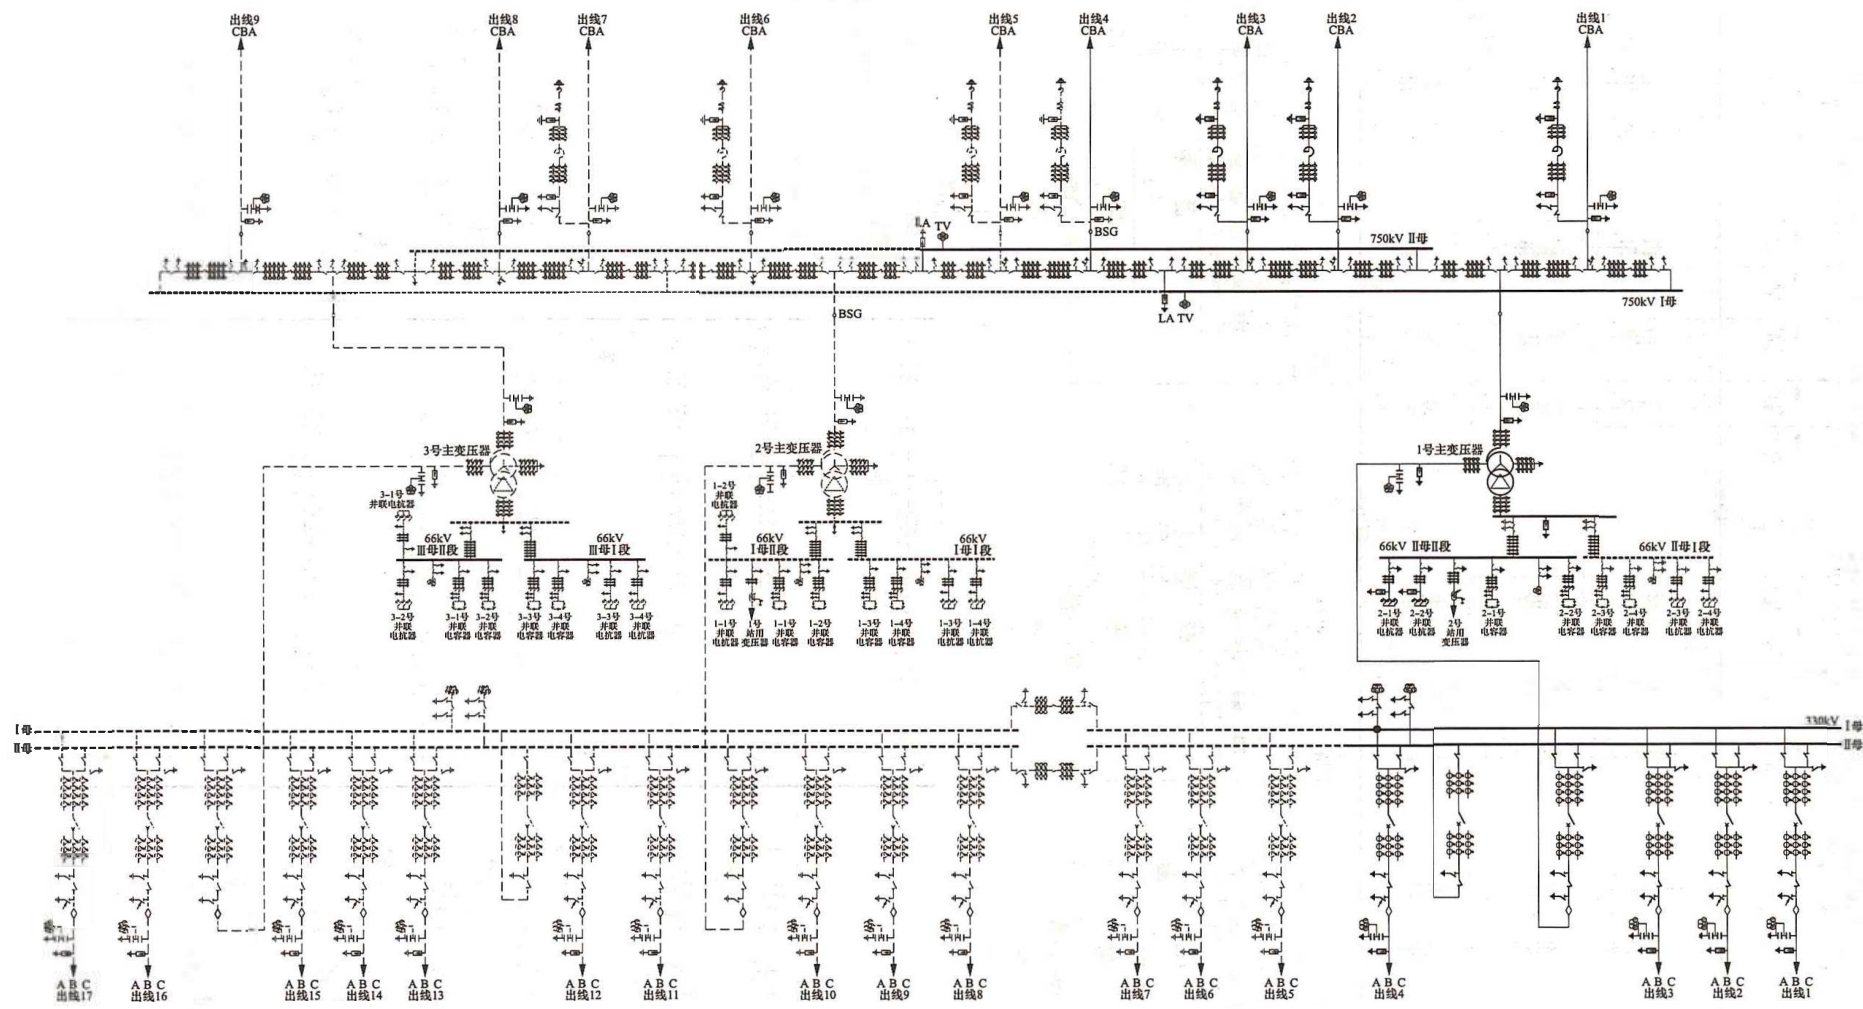 出线9
CBA
出线8
CBA
出线7
CBA
出线6
CBA
出线5
CBA
出线4
CBA
出线3
CBA
出线2
CBA
出线1
CBA
LA TV
BSG
750kV Ⅱ母
750kV Ⅰ母
LA TV
BSG
3号主变压器
2号主变压器
1号主变压器
3-1号
并联
电抗器
1-2号
并联
电抗器
66kV
Ⅲ母Ⅱ段
66kV
Ⅲ母Ⅰ段
66kV
Ⅰ母Ⅱ段
66kV
Ⅰ母Ⅰ段
66kV Ⅱ母Ⅱ段
66kV Ⅱ母Ⅰ段
3-2号
并联
电抗器
3-1号
并联
电容器
3-2号
并联
电容器
3-3号
并联
电容器
3-4号
并联
电容器
3-3号
并联
电抗器
3-4号
并联
电抗器
1-1号
并联
电抗器
1号
站用
变压器
1-1号
并联
电容器
1-2号
并联
电容器
1-3号
并联
电容器
1-4号
并联
电容器
1-3号
并联
电抗器
1-4号
并联
电抗器
2-1号
并联
电抗器
2-2号
并联
电抗器
2号
站用
变压器
2-1号
并联
电容器
2-2号
并联
电容器
2-3号
并联
电容器
2-4号
并联
电容器
2-3号
并联
电抗器
2-4号
并联
电抗器
Ⅰ母
Ⅱ母
330kV Ⅰ母
Ⅱ母
A B C
出线17
A B C
出线16
A B C
出线15
A B C
出线14
A B C
出线13
A B C
出线12
A B C
出线11
A B C
出线10
A B C
出线9
A B C
出线8
A B C
出线7
A B C
出线6
A B C
出线5
A B C
出线4
A B C
出线3
A B C
出线2
A B C
出线1